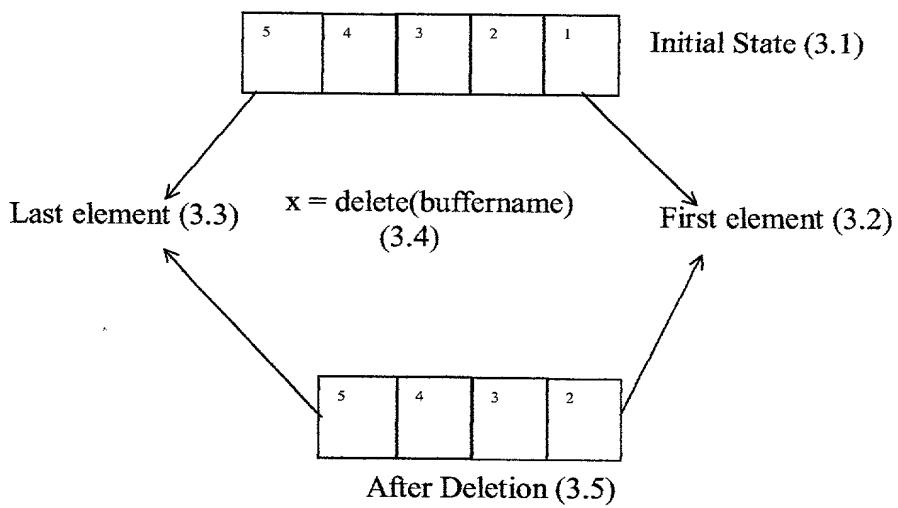 5 4 3 2 1
Initial State (3.1)
Last element (3.3)
x = delete(buffername)
(3.4)
First element (3.2)
5 4 3 2
After Deletion (3.5)